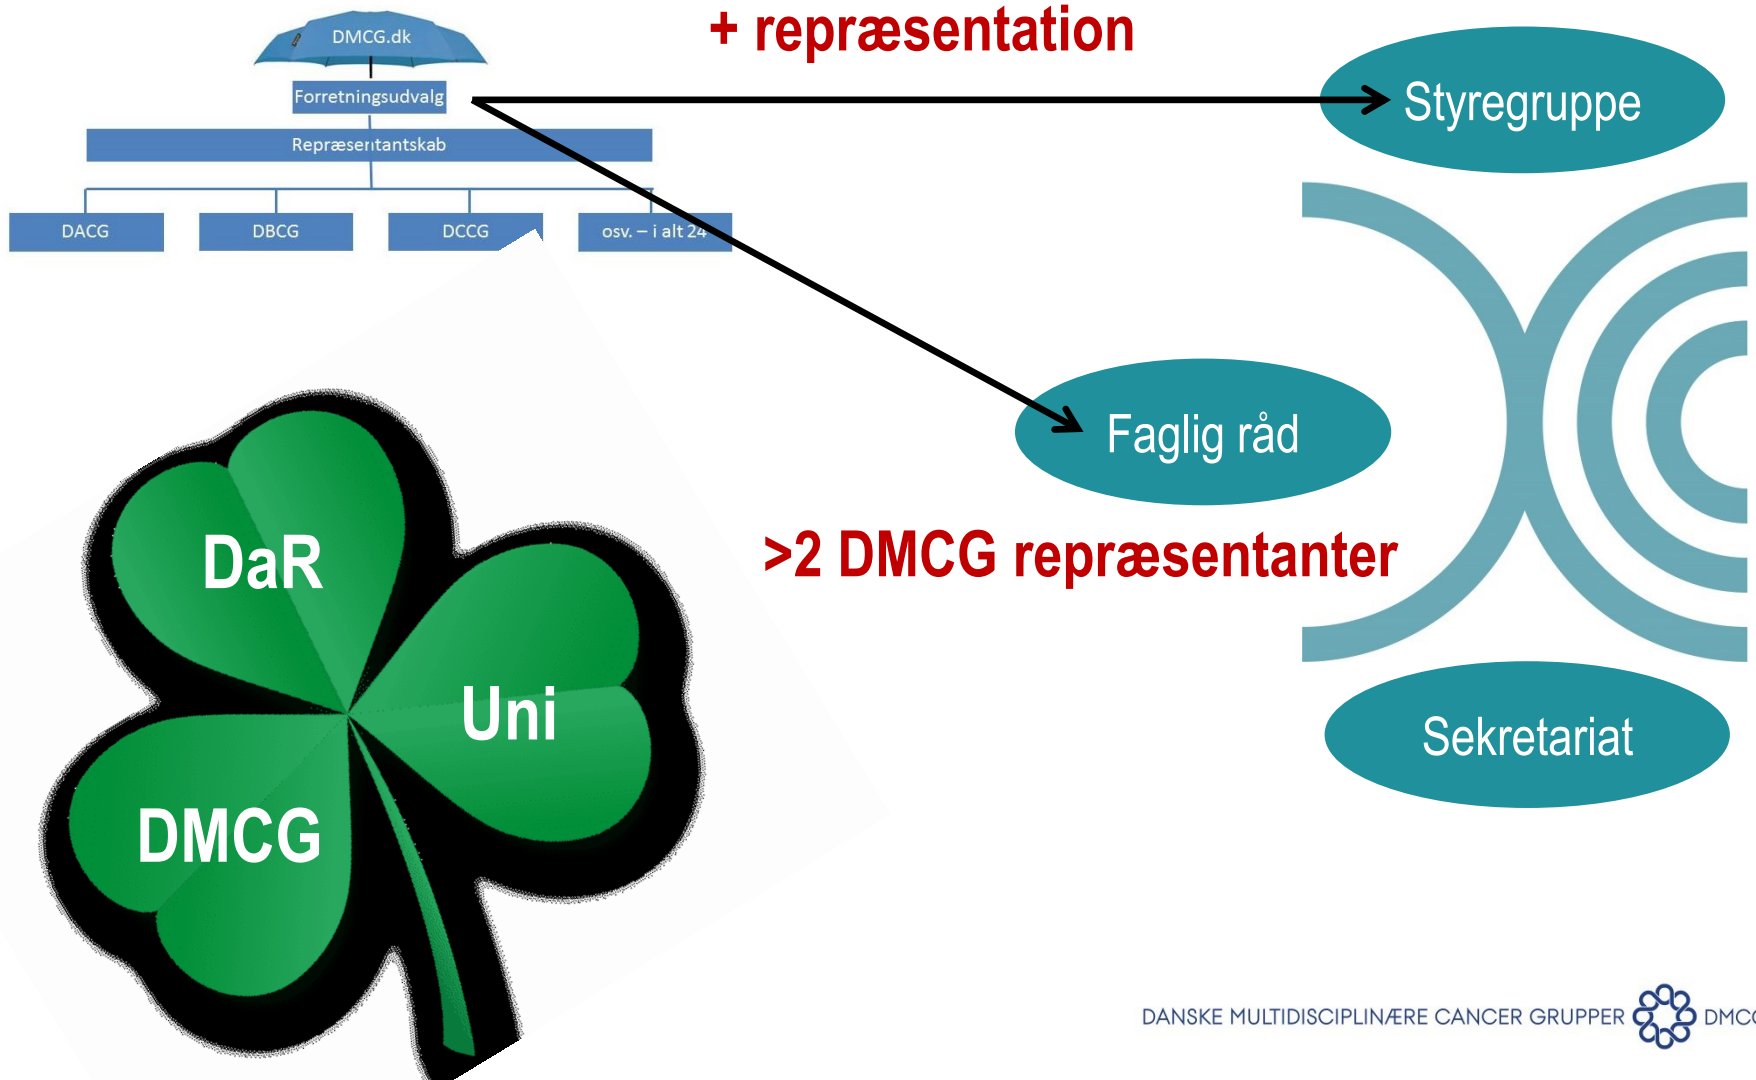 DMCG.dk
Forretningsudvalg
Repræsentantskab
DACG
DBCG
DCCG
osv. – i alt 24
+ repræsentation
Styregruppe
Faglig råd
>2 DMCG repræsentanter
Sekretariat
DaR
Uni
DMCG
DANSKE MULTIDISCIPLINÆRE CANCER GRUPPER DMCG